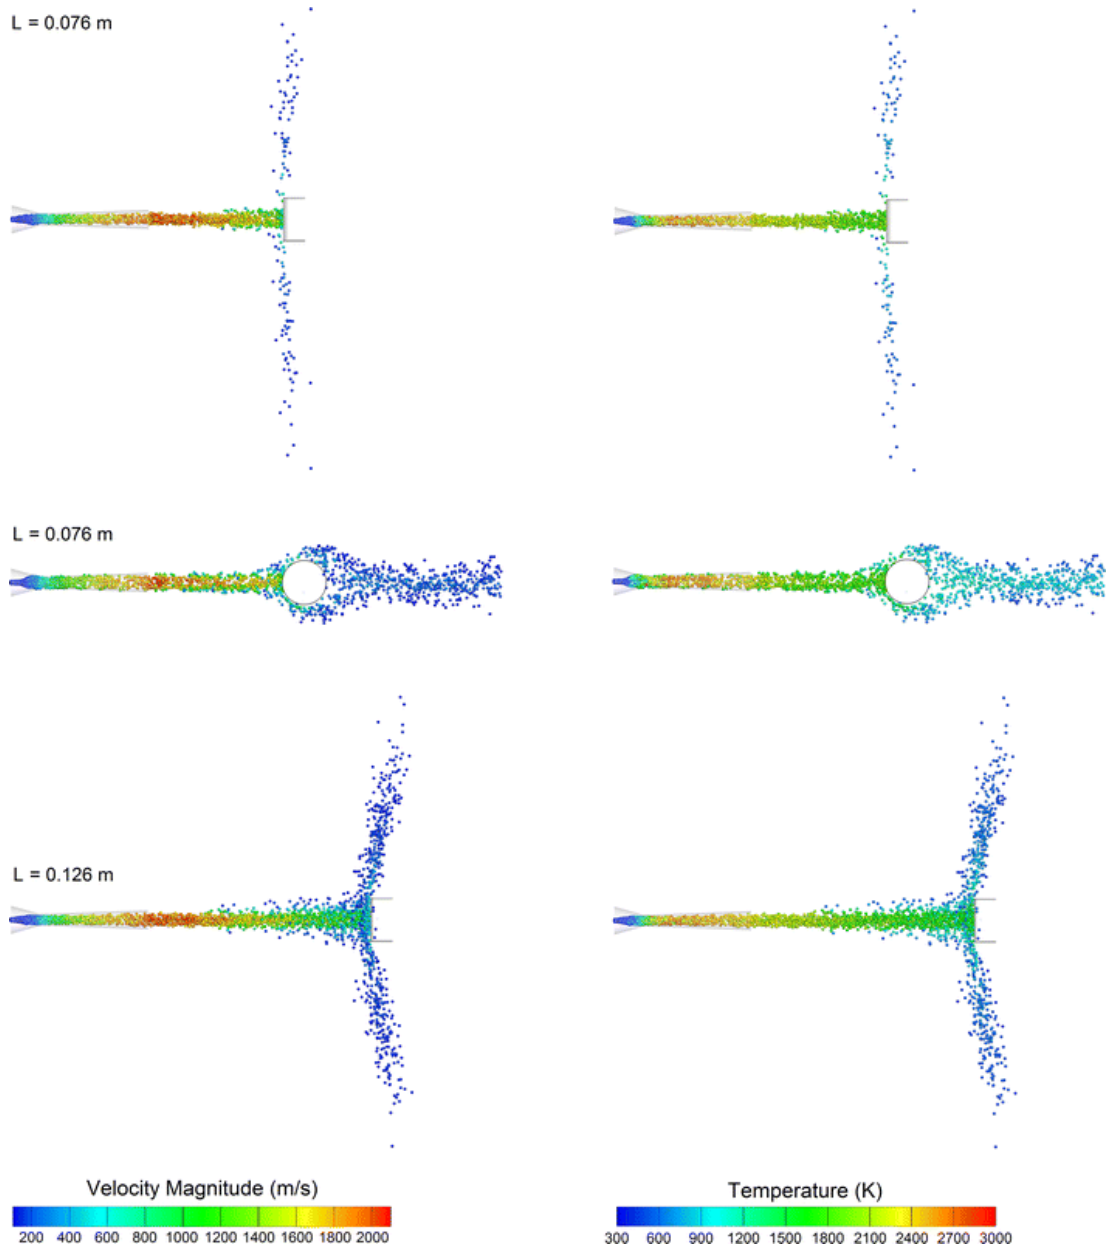 L = 0.076 m
L = 0.076 m
L = 0.126 m
Velocity Magnitude (m/s)
200 400 600 800 1000 1200 1400 1600 1800 2000
Temperature (K)
300 600 900 1200 1500 1800 2100 2400 2700 3000